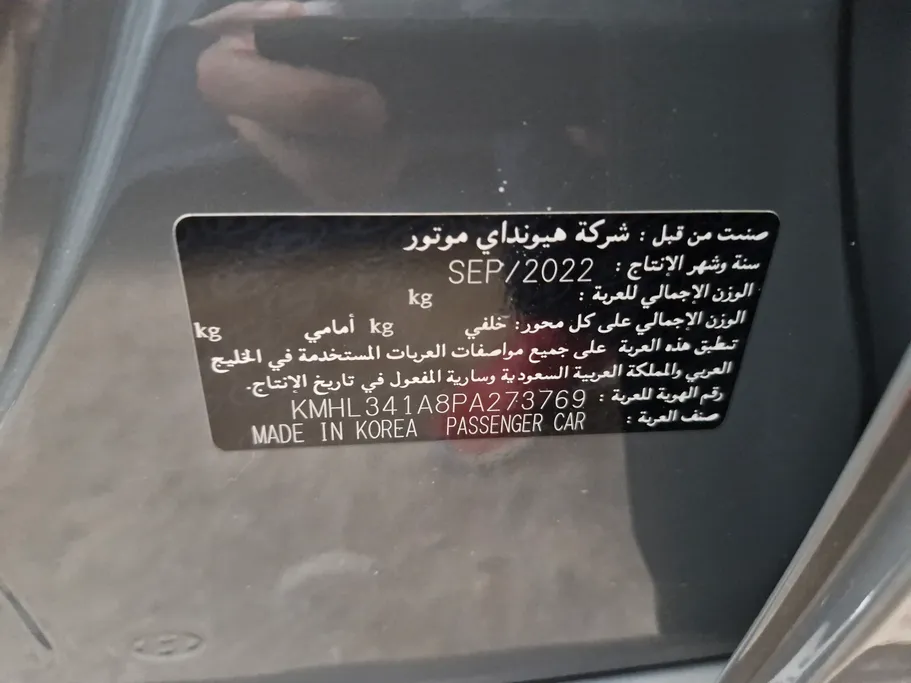 صنت من قبل : شركة هيونداي موتور
سنة وشهر الإنتاج : SEP/2022
الوزن الإجمالي للعربة : kg
الوزن الإجمالي على كل محور: خلفي kg أمامي kg
تنطبق هذه العربة على جميع مواصفات العربات المستخدمة في الخليج
العربي والمملكة العربية السعودية وسارية المفعول في تاريخ الإنتاج.
رقم الهوية للعربة : KMHL341A8PA273769
صنف العربة : PASSENGER CAR MADE IN KOREA